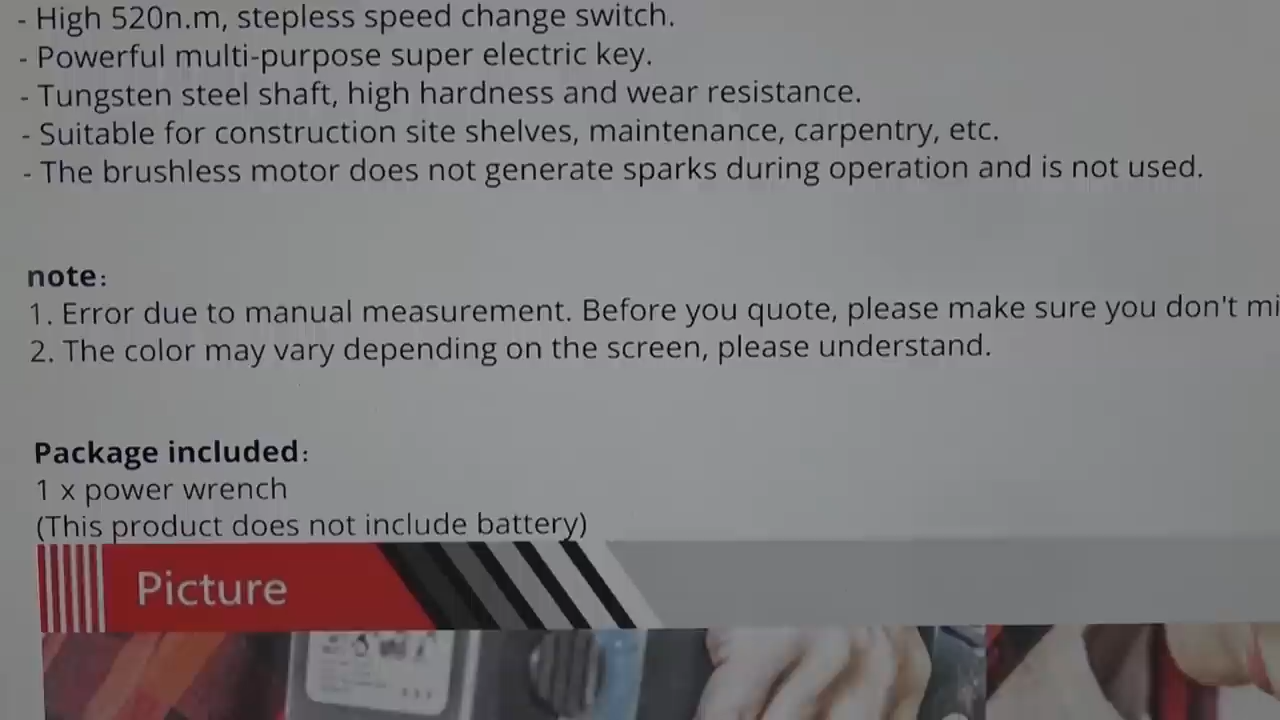 - High 520n.m, stepless speed change switch.
- Powerful multi-purpose super electric key.
- Tungsten steel shaft, high hardness and wear resistance.
- Suitable for construction site shelves, maintenance, carpentry, etc.
- The brushless motor does not generate sparks during operation and is not used.
note:
1. Error due to manual measurement. Before you quote, please make sure you don't mi
2. The color may vary depending on the screen, please understand.
Package included:
1 x power wrench
(This product does not include battery)
Picture